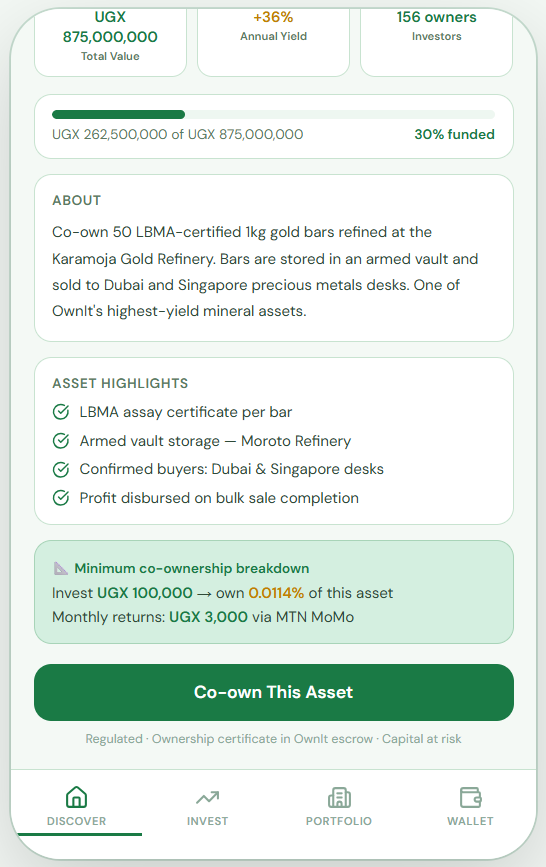 UGX
875,000,000
Total Value
+36%
Annual Yield
156 owners
Investors
UGX 262,500,000 of UGX 875,000,000
30% funded
ABOUT
Co-own 50 LBMA-certified 1kg gold bars refined at the
Karamoja Gold Refinery. Bars are stored in an armed vault and
sold to Dubai and Singapore precious metals desks. One of
OwnIt's highest-yield mineral assets.
ASSET HIGHLIGHTS
LBMA assay certificate per bar
Armed vault storage — Moroto Refinery
Confirmed buyers: Dubai & Singapore desks
Profit disbursed on bulk sale completion
Minimum co-ownership breakdown
Invest UGX 100,000 → own 0.0114% of this asset
Monthly returns: UGX 3,000 via MTN MoMo
Co-own This Asset
Regulated · Ownership certificate in OwnIt escrow · Capital at risk
DISCOVER
INVEST
PORTFOLIO
WALLET